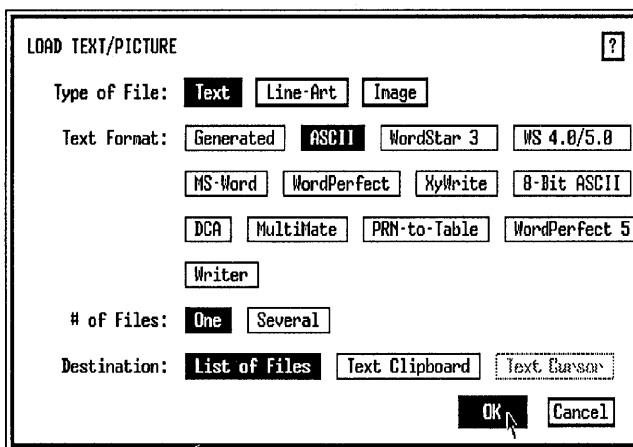 LOAD TEXT/PICTURE ?
Type of File: Text Line-Art Image
Text Format: Generated ASCII WordStar 3 WS 4.0/5.0
MS-Word WordPerfect XyWrite 8-Bit ASCII
DCA MultiMate PRN-to-Table WordPerfect 5
Writer
# of Files: One Several
Destination: List of Files Text Clipboard Text Cursor
OK Cancel